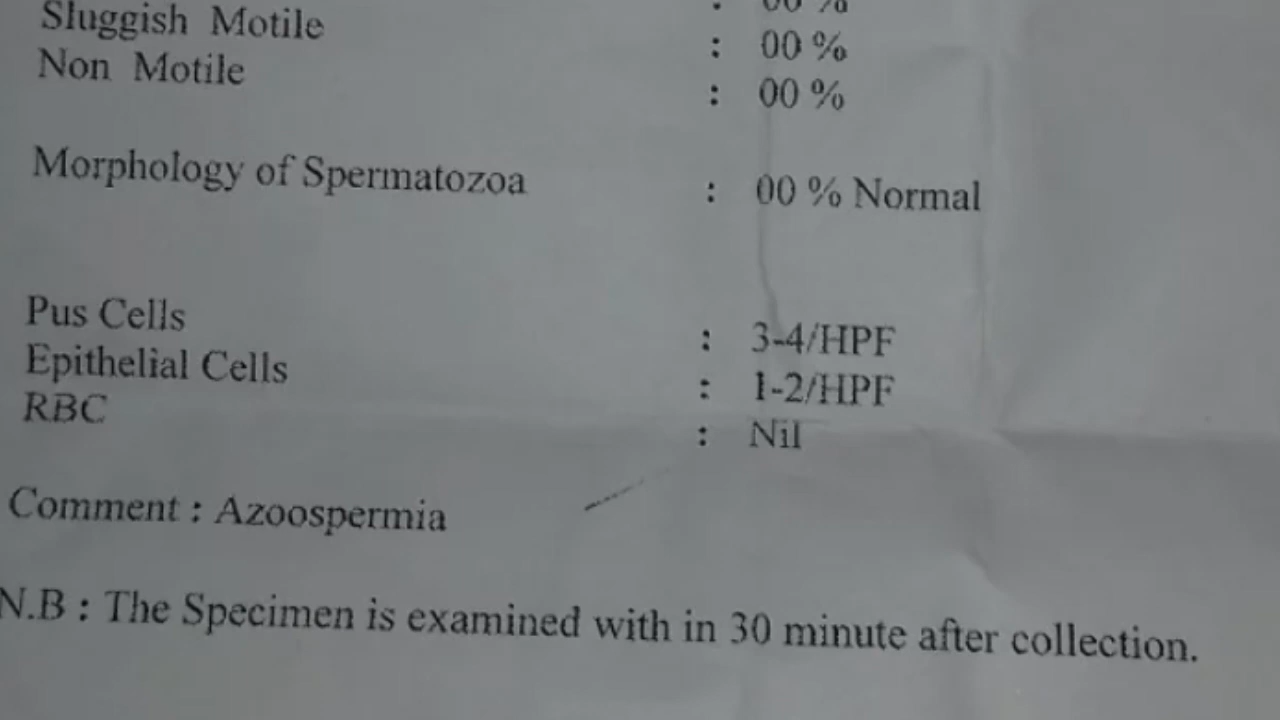 Sluggish Motile : 00 %
Non Motile : 00 %
: 00 %
Morphology of Spermatozoa : 00 % Normal
Pus Cells : 3-4/HPF
Epithelial Cells : 1-2/HPF
RBC : Nil
Comment : Azoospermia
N.B : The Specimen is examined with in 30 minute after collection.